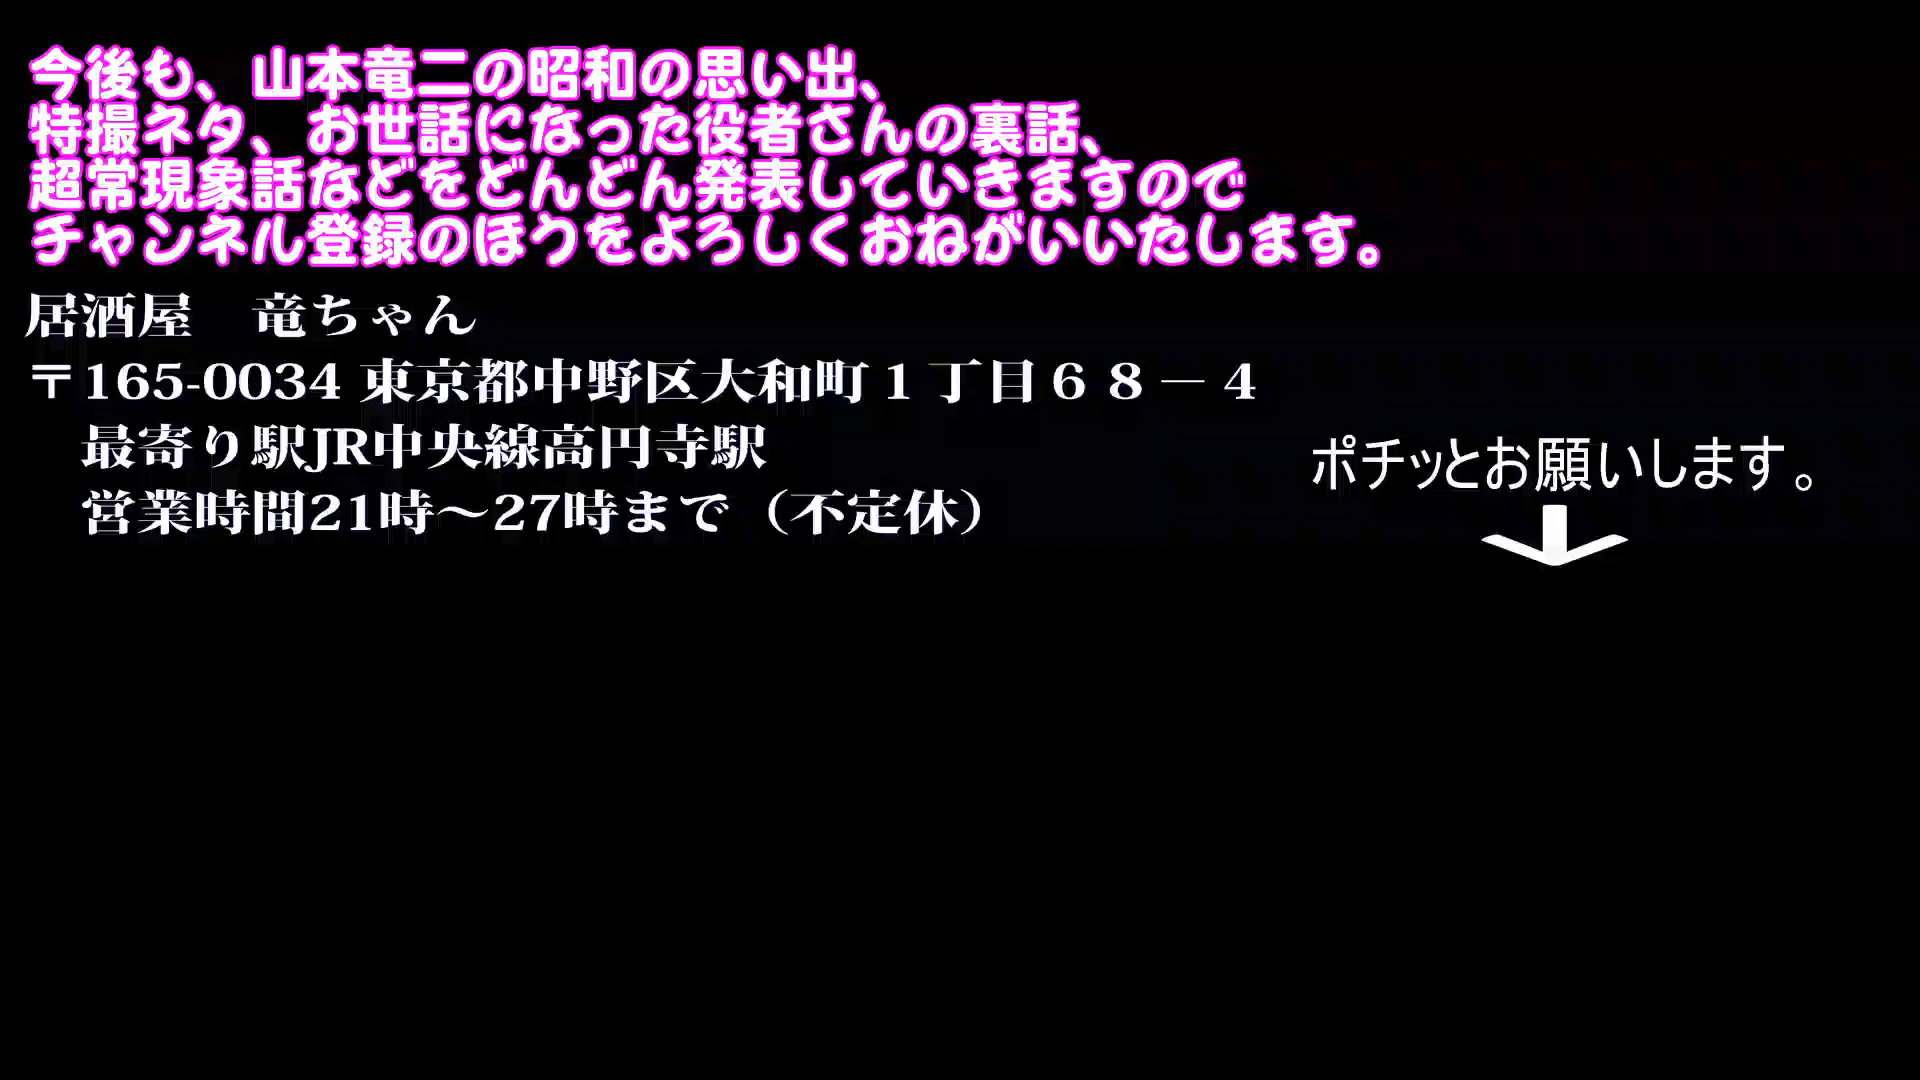 今後も、山本竜二の昭和の思い出、
特撮ネタ、お世話になった役者さんの裏話、
超常現象話などをどんどん発表していきますので
チャンネル登録のほうをよろしくおねがいいたします。
居酒屋　竜ちゃん
〒165-0034 東京都中野区大和町１丁目６８－４
最寄り駅JR中央線高円寺駅
営業時間21時～27時まで（不定休）
ポチッとお願いします。